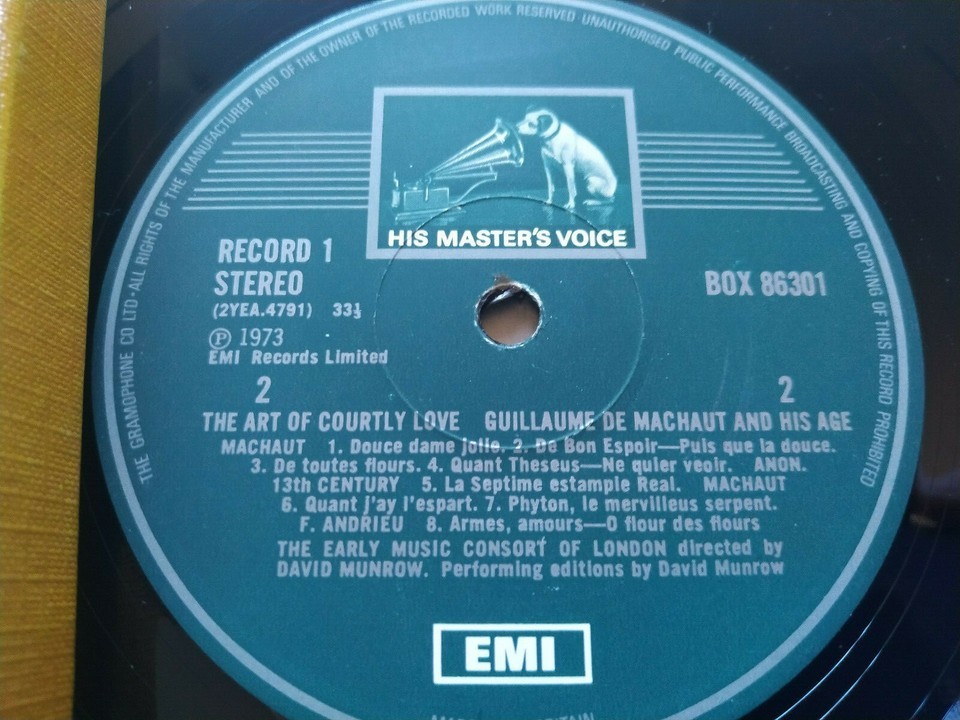 THE GRAMOPHONE CO LTD · ALL RIGHTS OF THE MANUFACTURER AND OF THE OWNER OF THE RECORDED WORK RESERVED UNAUTHORISED PUBLIC PERFORMANCE BROADCASTING AND COPYING OF THIS RECORD PROHIBITED
HIS MASTER'S VOICE
RECORD 1
STEREO
BOX 86301
(2YEA.4791) 33⅓
Ⓟ 1973
EMI Records Limited
2 2
THE ART OF COURTLY LOVE GUILLAUME DE MACHAUT AND HIS AGE
MACHAUT 1. Douce dame jolie. 2. De Bon Espoir—Puis que la douce.
3. De toutes flours. 4. Quant Theseus—Ne quier veoir. ANON.
13th CENTURY 5. La Septime estample Real. MACHAUT
6. Quant j'ay l'espart. 7. Phyton, le mervilleus serpent.
F. ANDRIEU 8. Armes, amours—O flour des flours
THE EARLY MUSIC CONSORT OF LONDON directed by
DAVID MUNROW. Performing editions by David Munrow
EMI